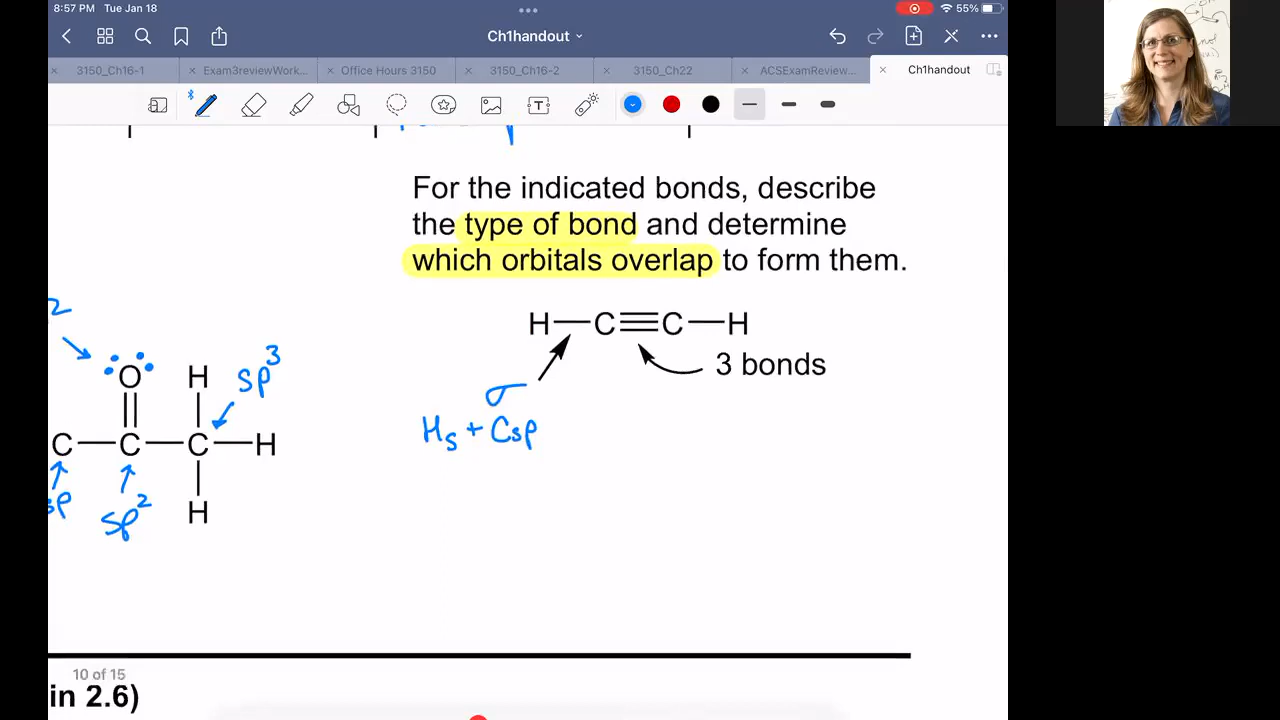 8:57 PM Tue Jan 18
55%
Ch1handout
3150_Ch16-1
Exam3reviewWork...
Office Hours 3150
3150_Ch16-2
3150_Ch22
ACSExamReview...
Ch1handout
T
For the indicated bonds, describe
the type of bond and determine
which orbitals overlap to form them.
H—C≡C—H
3 bonds
σ
Hs + Csp
2
O H sp3
C—C—C—H
sp sp2 H
10 of 15
in 2.6)